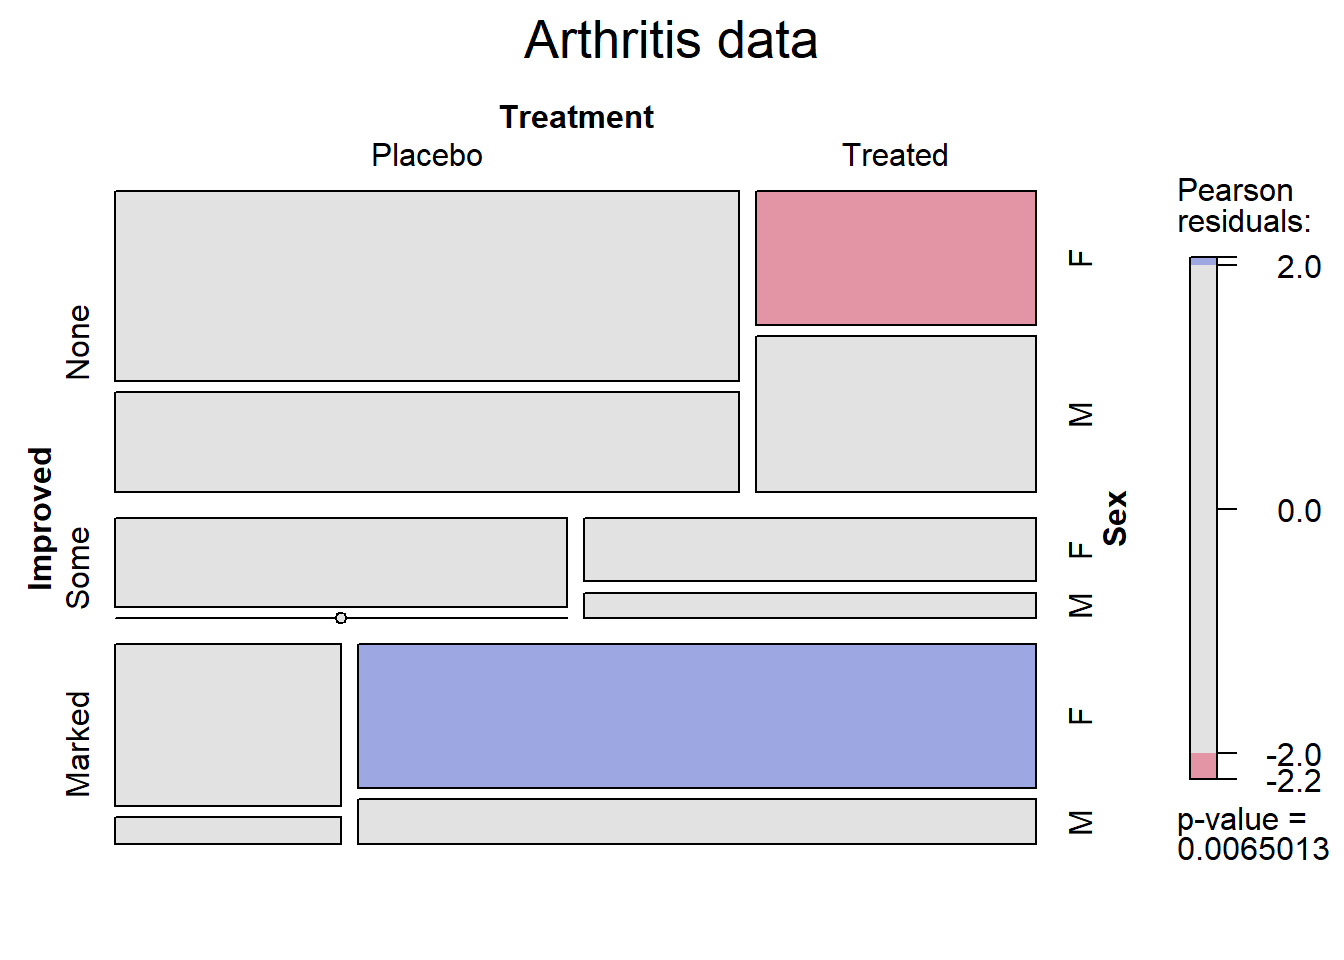 Arthritis data
Treatment
Placebo
Treated
Improved
None
Some
Marked
F
M
F
M
F
M
Sex
Pearson
residuals:
2.0
0.0
-2.0
-2.2
p-value =
0.0065013